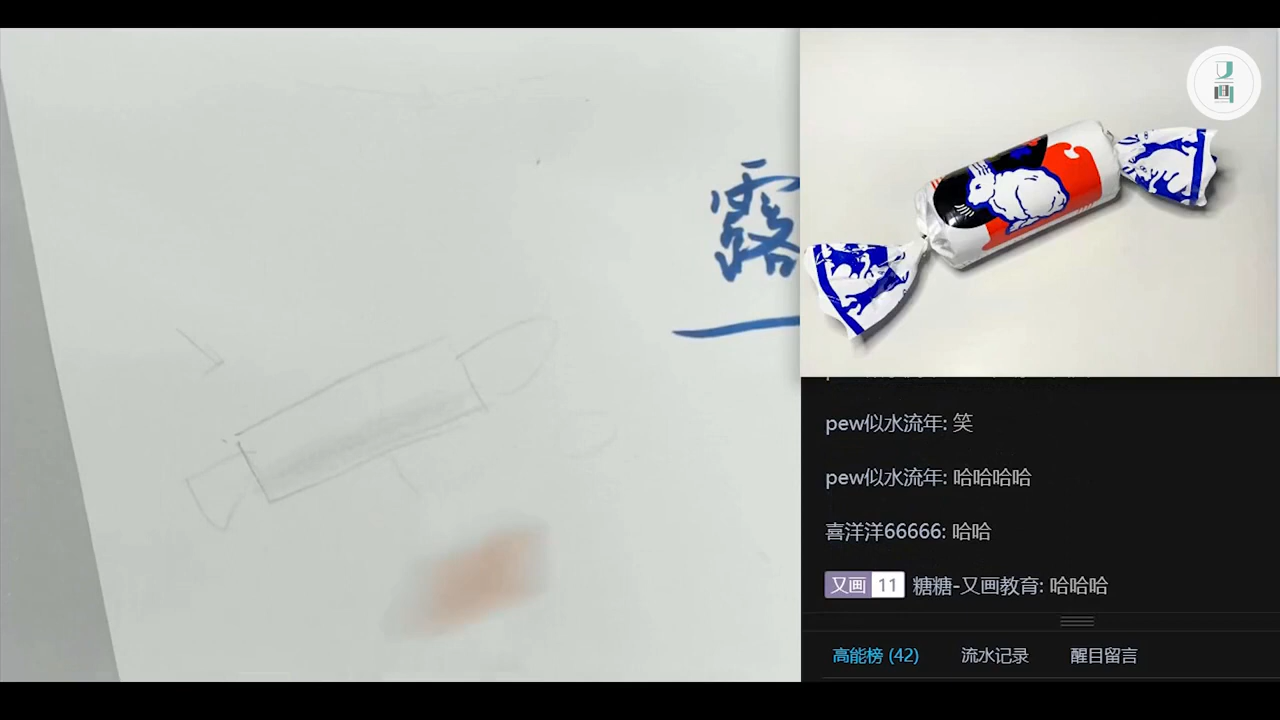 露
又画
pew似水流年: 笑
pew似水流年: 哈哈哈哈
喜洋洋66666: 哈哈
又画 11 糖糖-又画教育: 哈哈哈
高能榜 (42) 流水记录 醒目留言